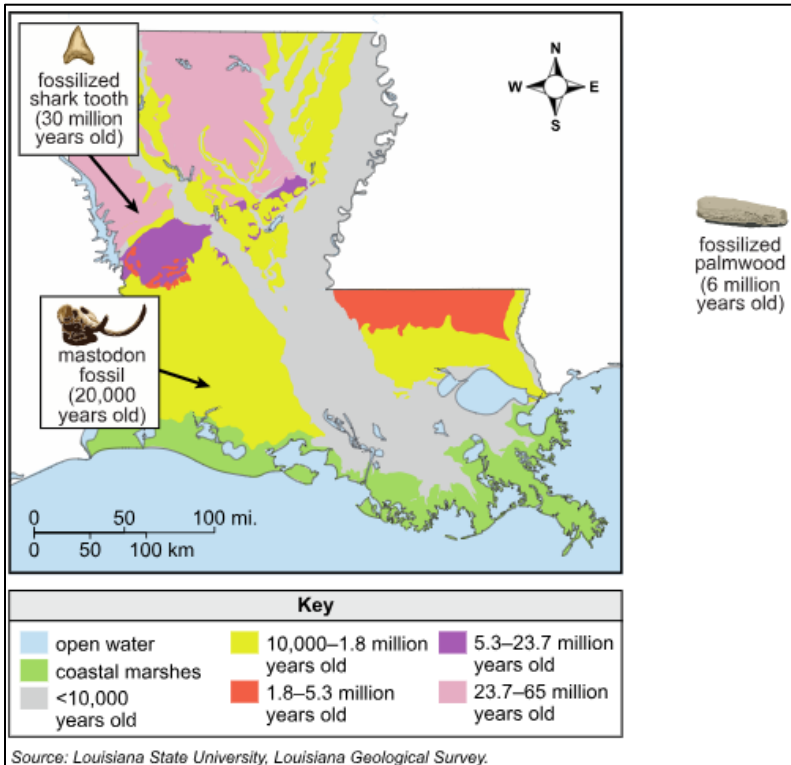 fossilized
shark tooth
(30 million
years old)
N
W
E
S
fossilized
palmwood
(6 million
years old)
mastodon
fossil
(20,000
years old)
0 50 100 mi.
0 50 100 km
Key
open water
coastal marshes
<10,000
years old
10,000–1.8 million
years old
1.8–5.3 million
years old
5.3–23.7 million
years old
23.7–65 million
years old
Source: Louisiana State University, Louisiana Geological Survey.